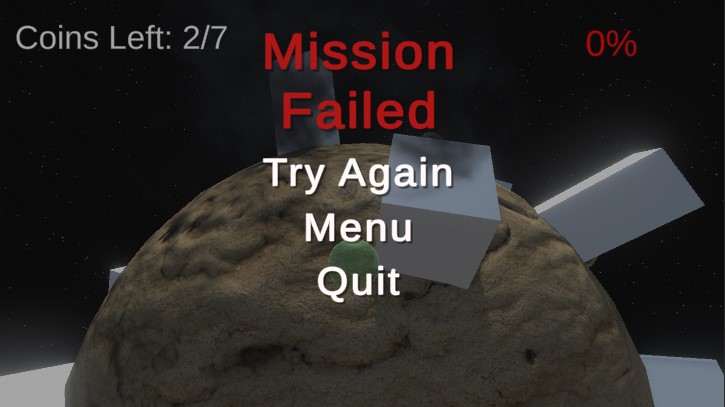 Coins Left: 2/7
0%
Mission
Failed
Try Again
Menu
Quit